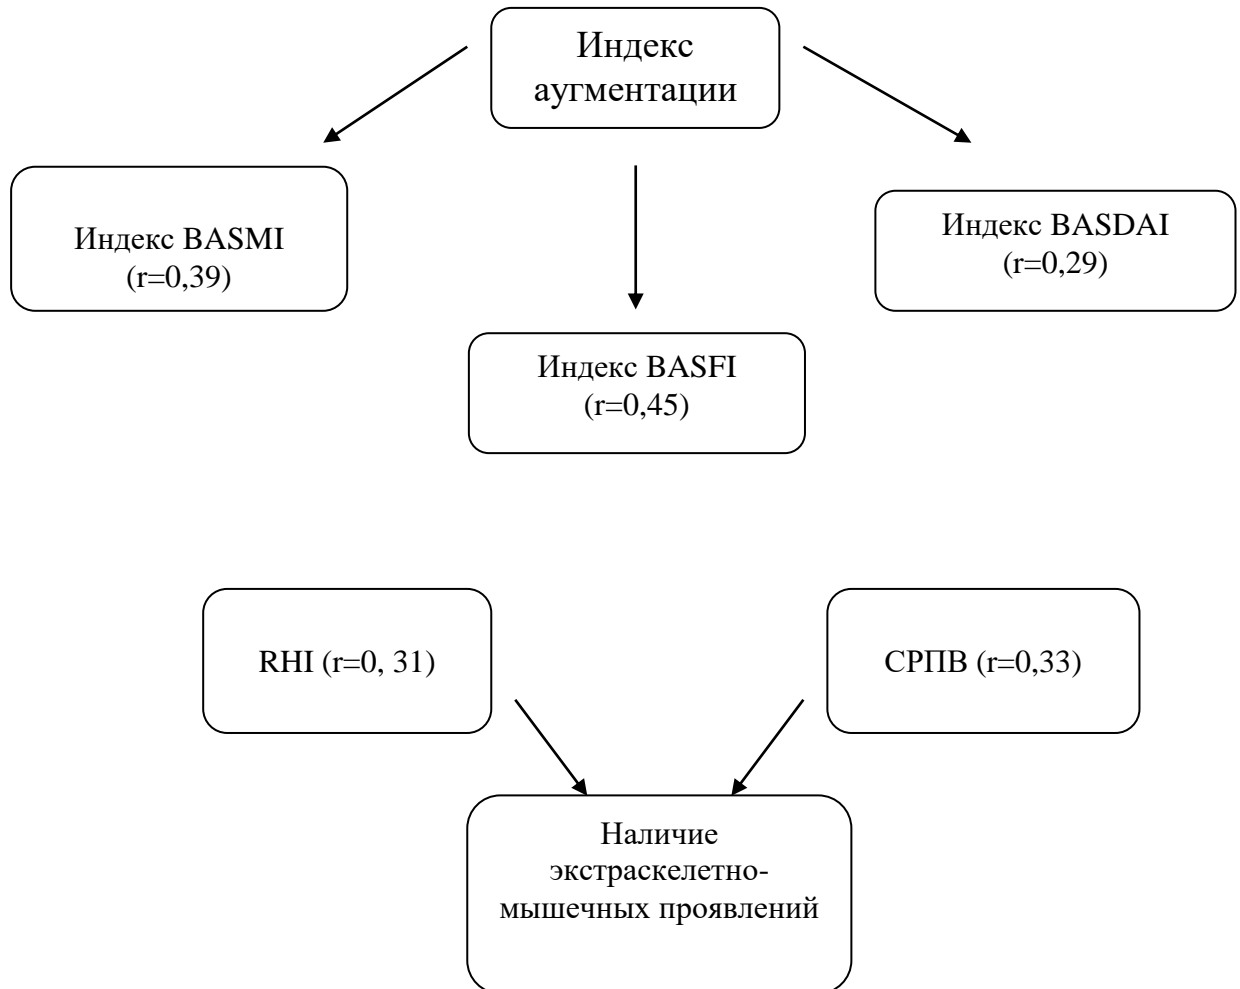 Индекс
аугментации
Индекс BASMI
(r=0,39)
Индекс BASDAI
(r=0,29)
Индекс BASFI
(r=0,45)
RHI (r=0, 31)
СРПВ (r=0,33)
Наличие
экстраскелетно-
мышечных проявлений